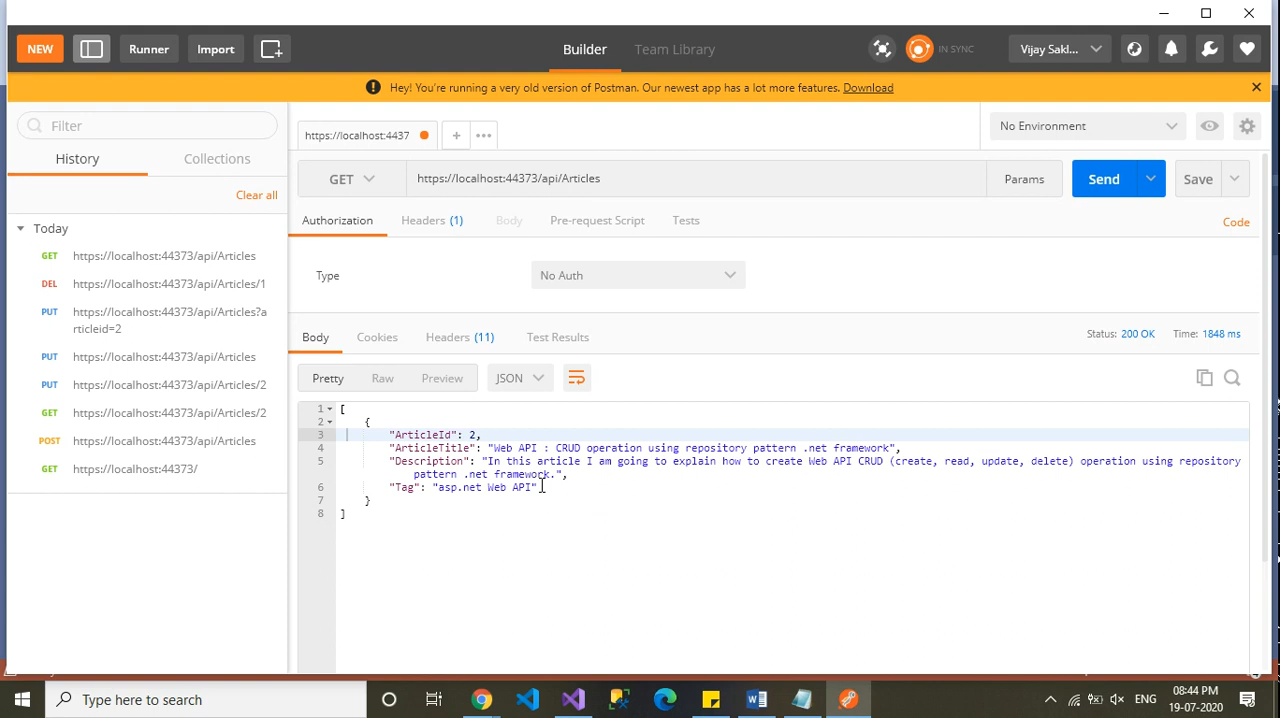 NEW
Runner
Import
Builder
Team Library
IN SYNC
Vijay Sakl...
Hey! You're running a very old version of Postman. Our newest app has a lot more features. Download
Filter
History
Collections
Clear all
Today
GET https://localhost:44373/api/Articles
DEL https://localhost:44373/api/Articles/1
PUT https://localhost:44373/api/Articles?a
rticleid=2
PUT https://localhost:44373/api/Articles
PUT https://localhost:44373/api/Articles/2
GET https://localhost:44373/api/Articles/2
POST https://localhost:44373/api/Articles
GET https://localhost:44373/
https://localhost:4437
No Environment
GET
https://localhost:44373/api/Articles
Params
Send
Save
Authorization
Headers (1)
Body
Pre-request Script
Tests
Code
Type
No Auth
Body
Cookies
Headers (11)
Test Results
Status: 200 OK
Time: 1848 ms
Pretty
Raw
Preview
JSON
1 [
2 {
3 "ArticleId": 2,
4 "ArticleTitle": "Web API : CRUD operation using repository pattern .net framework",
5 "Description": "In this article I am going to explain how to create Web API CRUD (create, read, update, delete) operation using repository
pattern .net framework.",
6 "Tag": "asp.net Web API"
7 }
8 ]
Type here to search
ENG
08:44 PM
19-07-2020